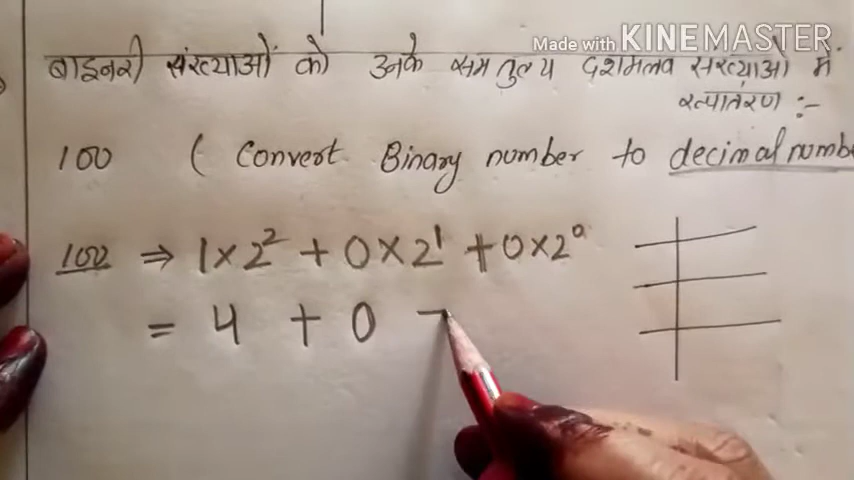 Made with KINEMASTER
बाइनरी संख्याओं को उनके समतुल्य दशमलव संख्याओं में
रूपातंरण :-
100 ( Convert Binary number to decimal numbe
100 ⇒ 1 × 2² + 0 × 2¹ + 0 × 2⁰
= 4 + 0